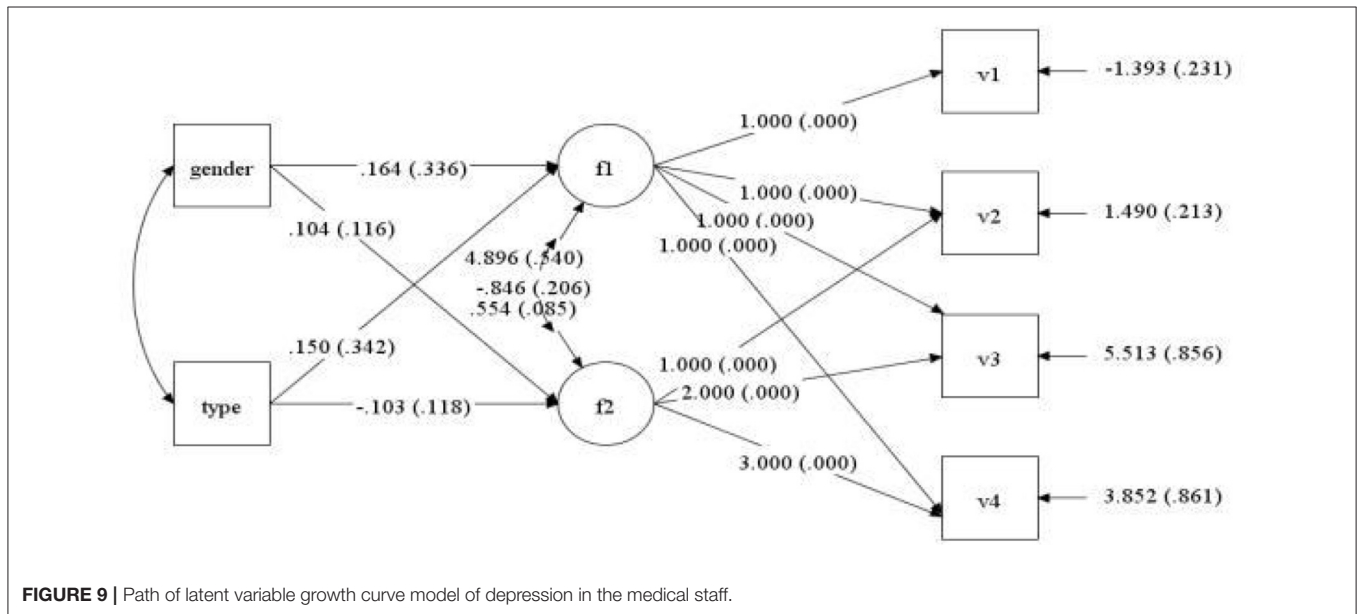 v1
-1.393 (.231)
1.000 (.000)
gender
.164 (.336)
f1
1.000 (.000)
v2
1.490 (.213)
1.000 (.000)
1.000 (.000)
.104 (.116)
4.896 (.540)
-.846 (.206)
.554 (.085)
.150 (.342)
v3
5.513 (.856)
1.000 (.000)
2.000 (.000)
type
-.103 (.118)
f2
3.000 (.000)
v4
3.852 (.861)
FIGURE 9 | Path of latent variable growth curve model of depression in the medical staff.